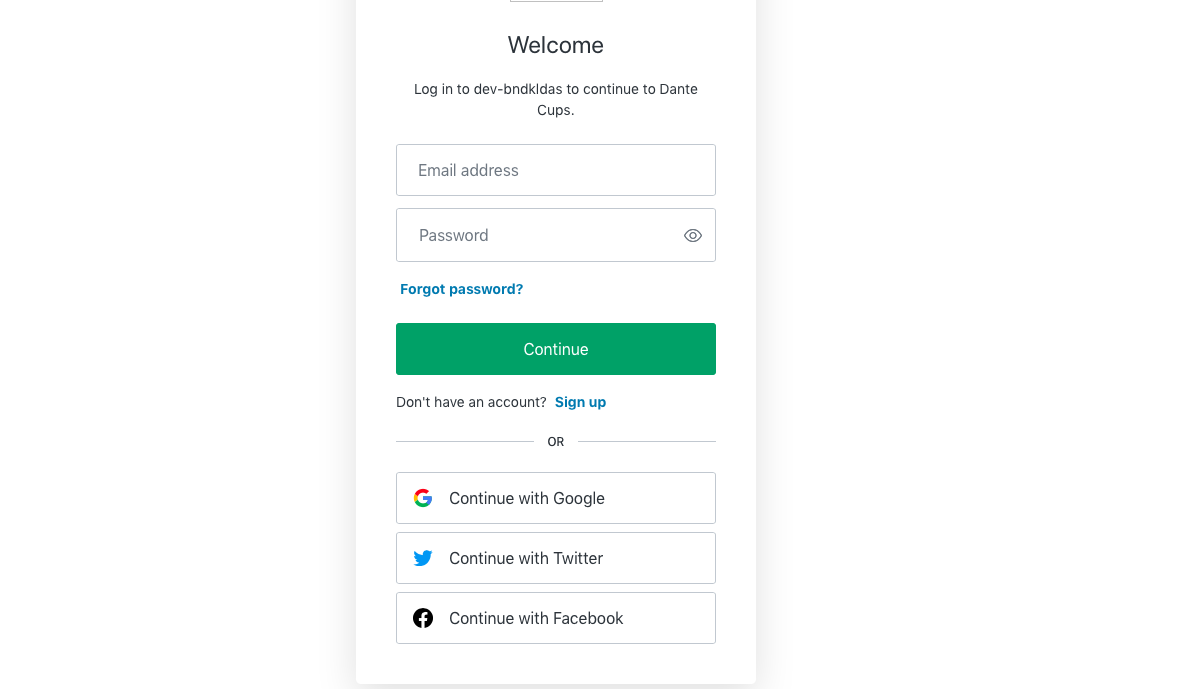 Welcome
Log in to dev-bndkldas to continue to Dante
Cups.
Email address
Password
Forgot password?
Continue
Don't have an account? Sign up
OR
Continue with Google
Continue with Twitter
Continue with Facebook